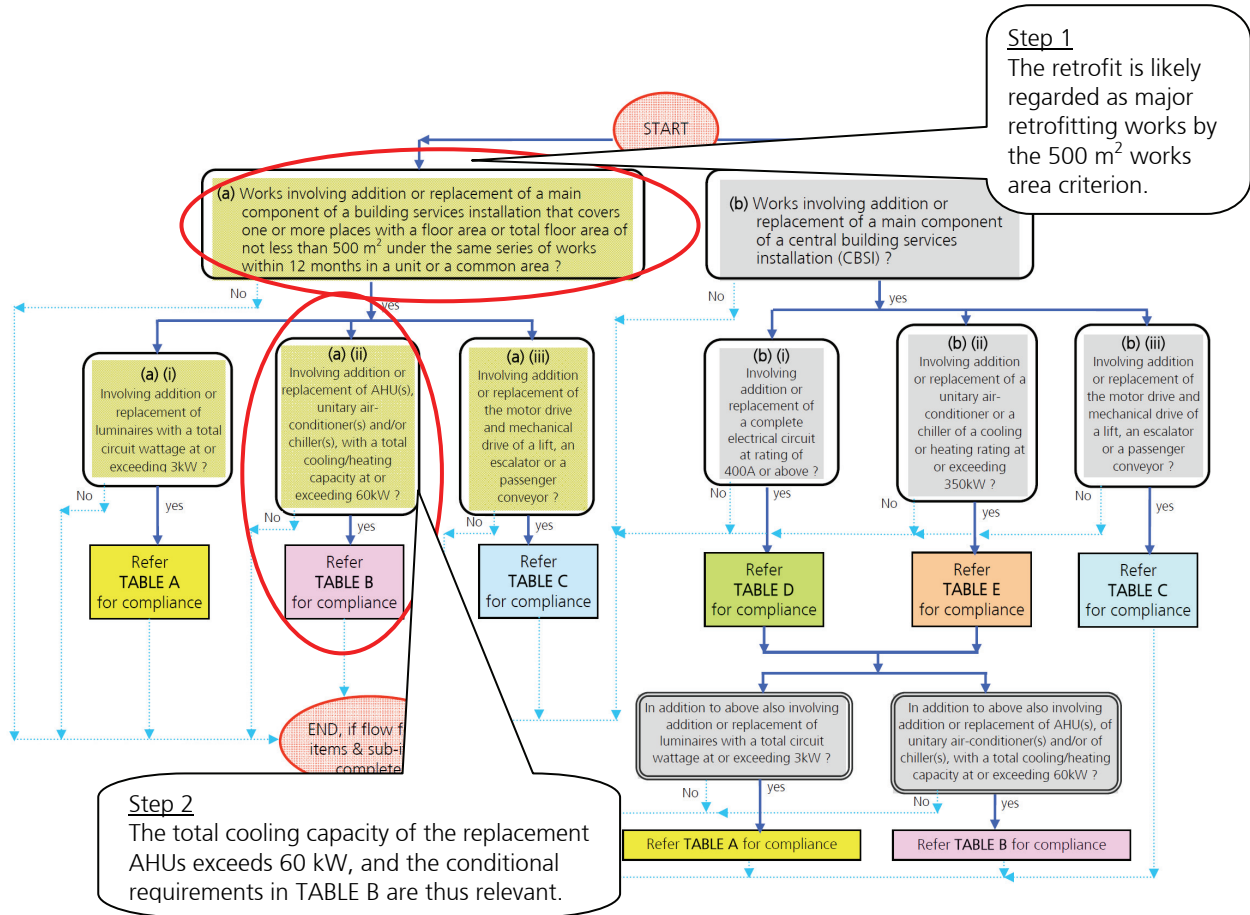 Step 1
The retrofit is likely
regarded as major
retrofitting works by
the 500 m² works
area criterion.
START
(a) Works involving addition or replacement of a main
component of a building services installation that covers
one or more places with a floor area or total floor area of
not less than 500 m² under the same series of works
within 12 months in a unit or a common area ?
(b) Works involving addition or
replacement of a main component
of a central building services
installation (CBSI) ?
No
yes
No
yes
(a) (i)
Involving addition or
replacement of
luminaires with a total
circuit wattage at or
exceeding 3kW ?
(a) (ii)
Involving addition or
replacement of AHU(s),
unitary air-
conditioner(s) and/or
chiller(s), with a total
cooling/heating
capacity at or
exceeding 60kW ?
(a) (iii)
Involving addition
or replacement of
the motor drive
and mechanical
drive of a lift, an
escalator or a
passenger
conveyor ?
(b) (i)
Involving
addition or
replacement of
a complete
electrical circuit
at rating of
400A or above ?
(b) (ii)
Involving addition
or replacement of a
unitary air-
conditioner or a
chiller of a cooling
or heating rating at
or exceeding
350kW ?
(b) (iii)
Involving addition
or replacement of
the motor drive and
mechanical drive of
a lift, an escalator
or a passenger
conveyor ?
No
yes
No
yes
No
yes
No
yes
No
yes
No
yes
Refer
TABLE A
for compliance
Refer
TABLE B
for compliance
Refer
TABLE C
for compliance
Refer
TABLE D
for compliance
Refer
TABLE E
for compliance
Refer
TABLE C
for compliance
END, if flow f
items & sub-i
complete
In addition to above also involving
addition or replacement of
luminaires with a total circuit
wattage at or exceeding 3kW ?
In addition to above also involving
addition or replacement of AHU(s), of
unitary air-conditioner(s) and/or of
chiller(s), with a total cooling/heating
capacity at or exceeding 60kW ?
No
yes
No
yes
Refer TABLE A for compliance
Refer TABLE B for compliance
Step 2
The total cooling capacity of the replacement
AHUs exceeds 60 kW, and the conditional
requirements in TABLE B are thus relevant.